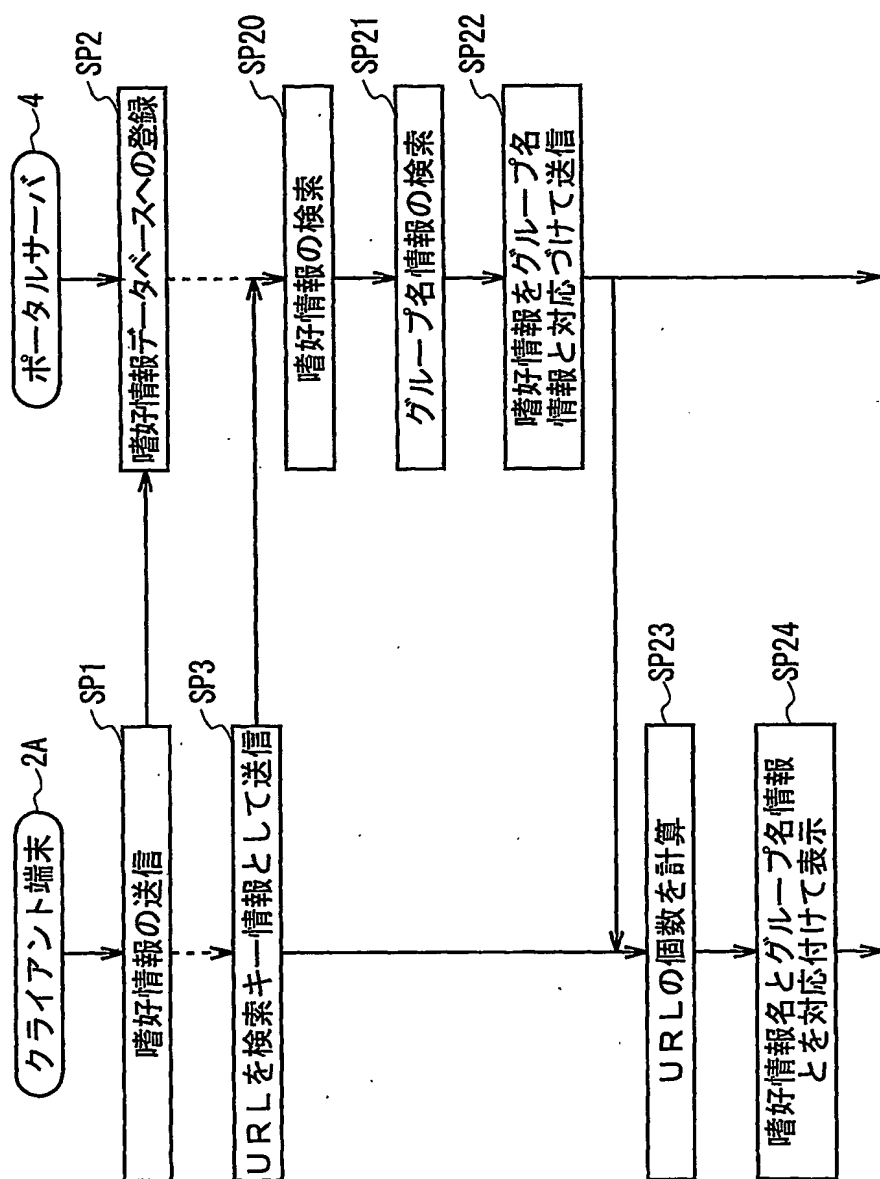 クライアント端末
2A
SP1
嗜好情報の送信
SP3
URLを検索キー情報として送信
SP23
URLの個数を計算
SP24
嗜好情報名とグループ名情報
とを対応付けて表示
ポータルサーバ
4
SP2
嗜好情報データベースへの登録
SP20
嗜好情報の検索
SP21
グループ名情報の検索
SP22
嗜好情報をグループ名
情報と対応づけて送信